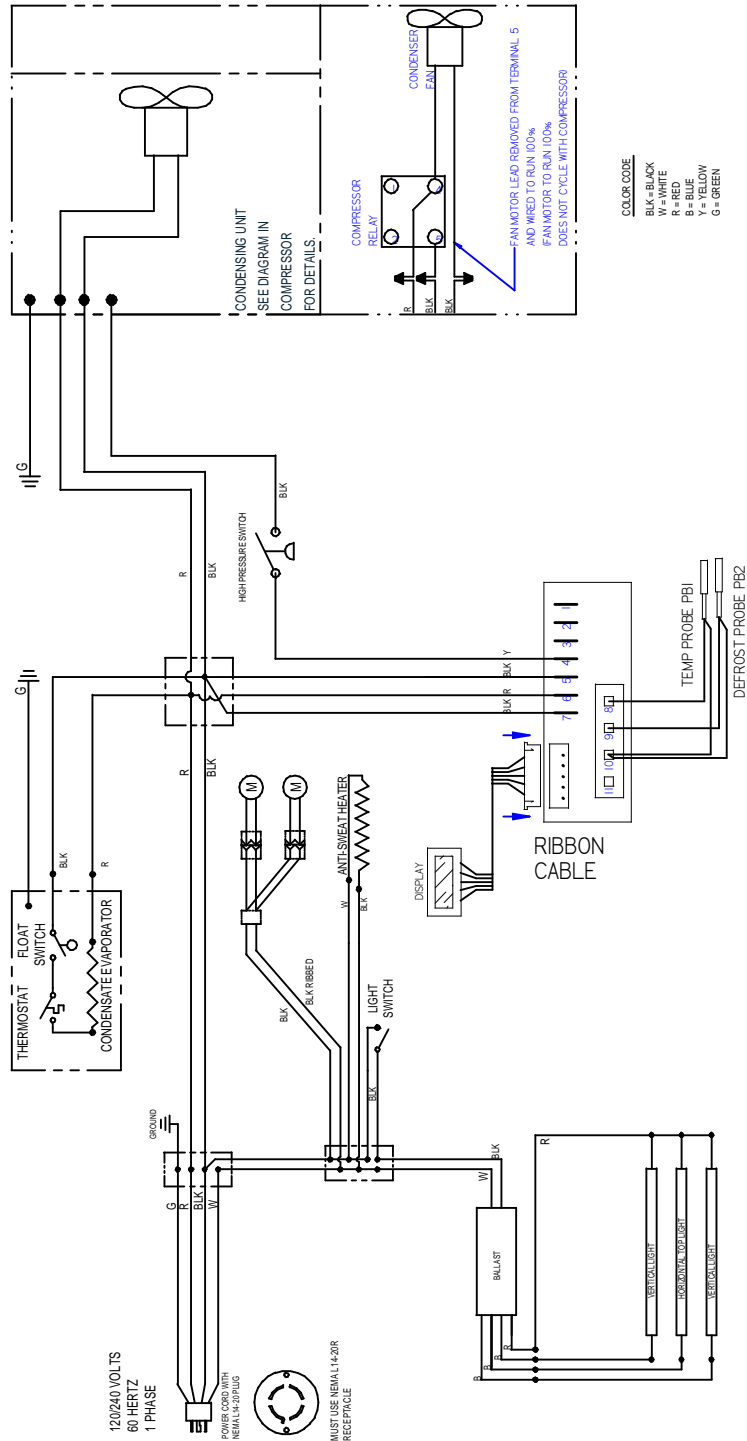 120/240 VOLTS
60 HERTZ
1 PHASE
POWER CORD WITH
NEMA L14-20 PLUG
MUST USE NEMA L14-20R
RECEPTACLE
GROUND
G
R
BLK
W
THERMOSTAT
FLOAT
SWITCH
CONDENSATE EVAPORATOR
BLK
R
G
R
BLK
R
BLK
G
CONDENSING UNIT
SEE DIAGRAM IN
COMPRESSOR
FOR DETAILS.
COMPRESSOR
RELAY
CONDENSER
FAN
R
BLK
BLK
FAN MOTOR LEAD REMOVED FROM TERMINAL 5
AND WIRED TO RUN 100%
(FAN MOTOR TO RUN 100%
DOES NOT CYCLE WITH COMPRESSOR)
COLOR CODE
BLK = BLACK
W = WHITE
R = RED
B = BLUE
Y = YELLOW
G = GREEN
HIGH PRESSURE SWITCH
BLK
M
M
BLK
BLK RIBBED
ANTI-SWEAT HEATER
W
BLK
LIGHT
SWITCH
BLK
BLK R
BLK Y
7
6
5
4
3
2
1
11
10
9
8
DISPLAY
RIBBON
CABLE
TEMP PROBE PB1
DEFROST PROBE PB2
W
BLK
BALLAST
B
B
B
R
R
VERTICAL LIGHT
HORIZONTAL TOP LIGHT
VERTICAL LIGHT